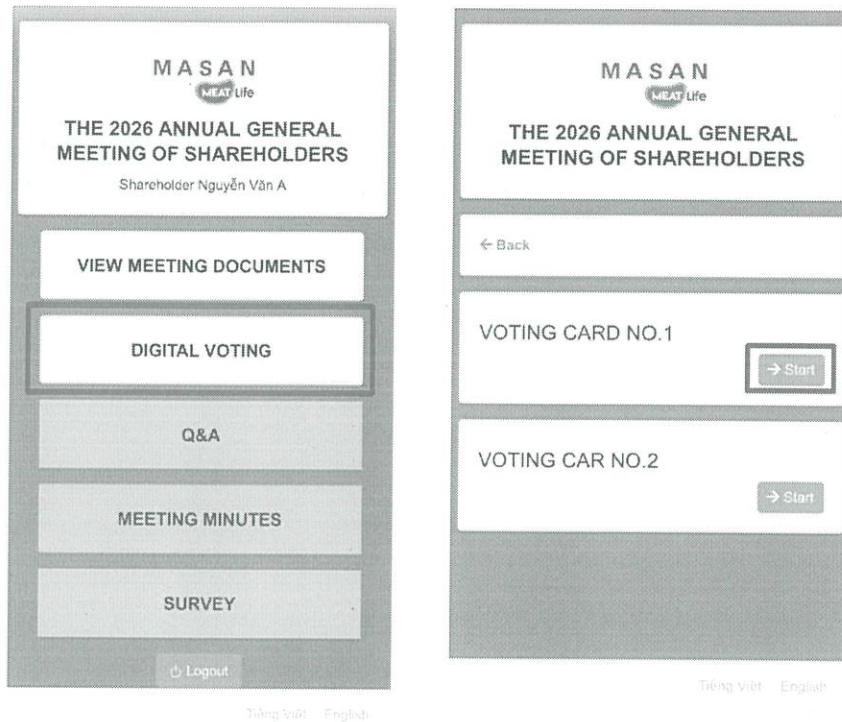 MASAN
MEAT Life
THE 2026 ANNUAL GENERAL
MEETING OF SHAREHOLDERS
Shareholder Nguyễn Văn A
VIEW MEETING DOCUMENTS
DIGITAL VOTING
Q&A
MEETING MINUTES
SURVEY
Logout
Tiếng Việt English
MASAN
MEAT Life
THE 2026 ANNUAL GENERAL
MEETING OF SHAREHOLDERS
← Back
VOTING CARD NO.1
→ Start
VOTING CAR NO.2
→ Start
Tiếng Việt English